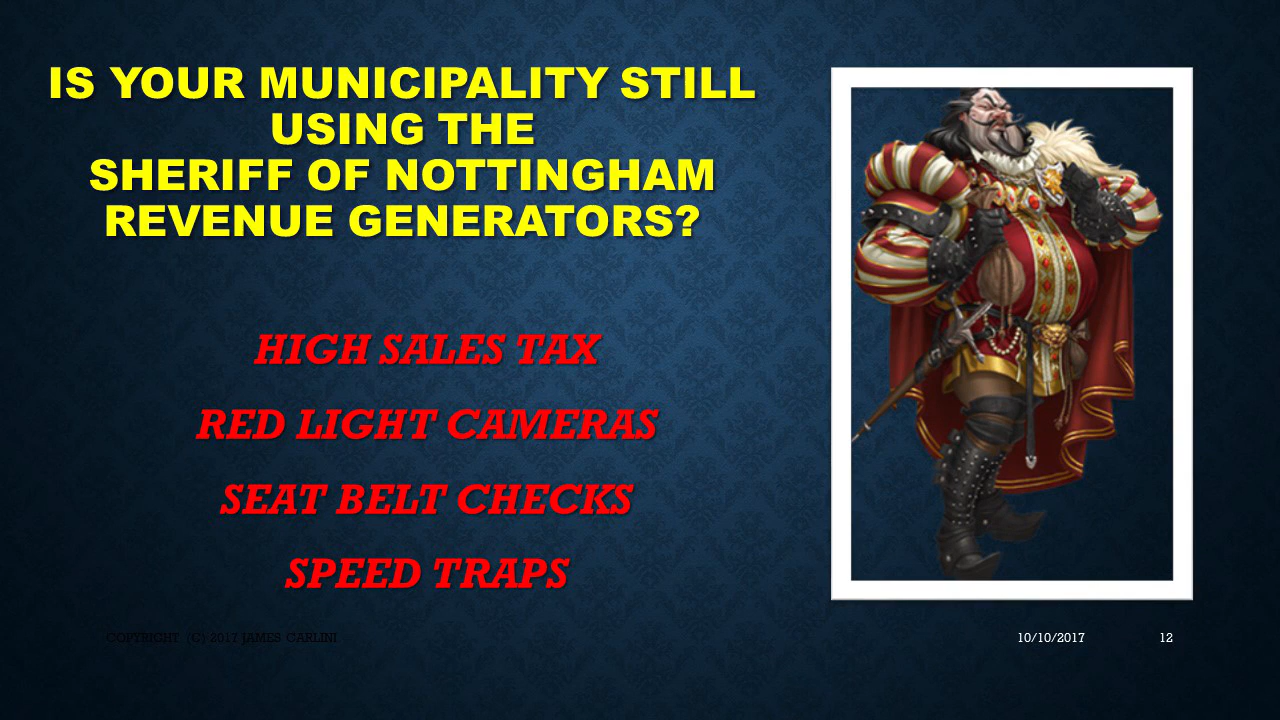 IS YOUR MUNICIPALITY STILL
USING THE
SHERIFF OF NOTTINGHAM
REVENUE GENERATORS?
HIGH SALES TAX
RED LIGHT CAMERAS
SEAT BELT CHECKS
SPEED TRAPS
COPYRIGHT (C) 2017 JAMES CARLINI
10/10/2017
12